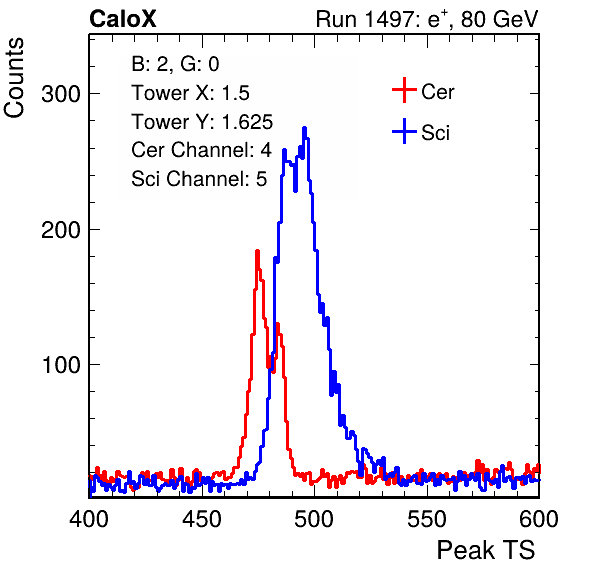 CaloX Run 1497: e⁺, 80 GeV
Counts
B: 2, G: 0
Tower X: 1.5
Tower Y: 1.625
Cer Channel: 4
Sci Channel: 5
Cer
Sci
300
200
100
400 450 500 550 600
Peak TS